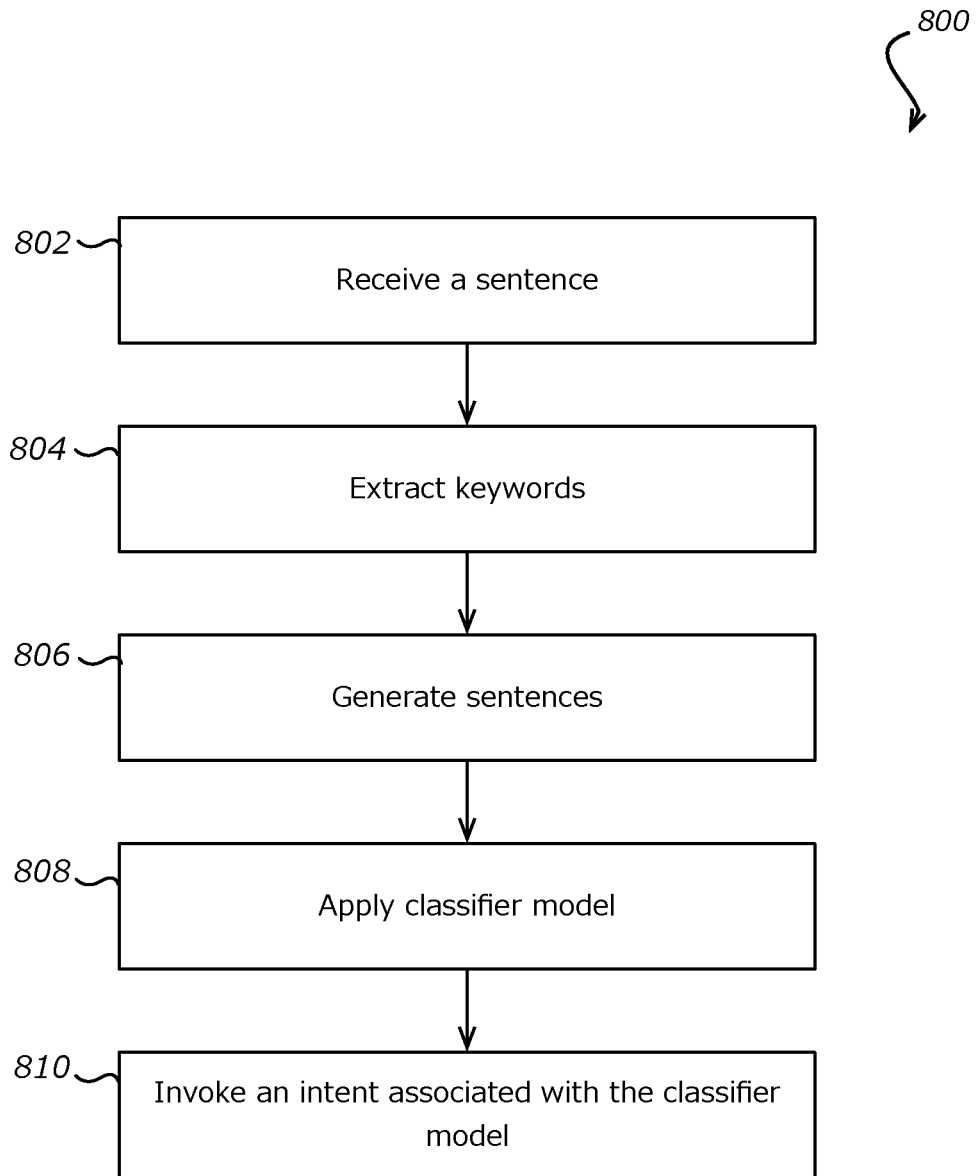 800
802
Receive a sentence
804
Extract keywords
806
Generate sentences
808
Apply classifier model
810
Invoke an intent associated with the classifier
model